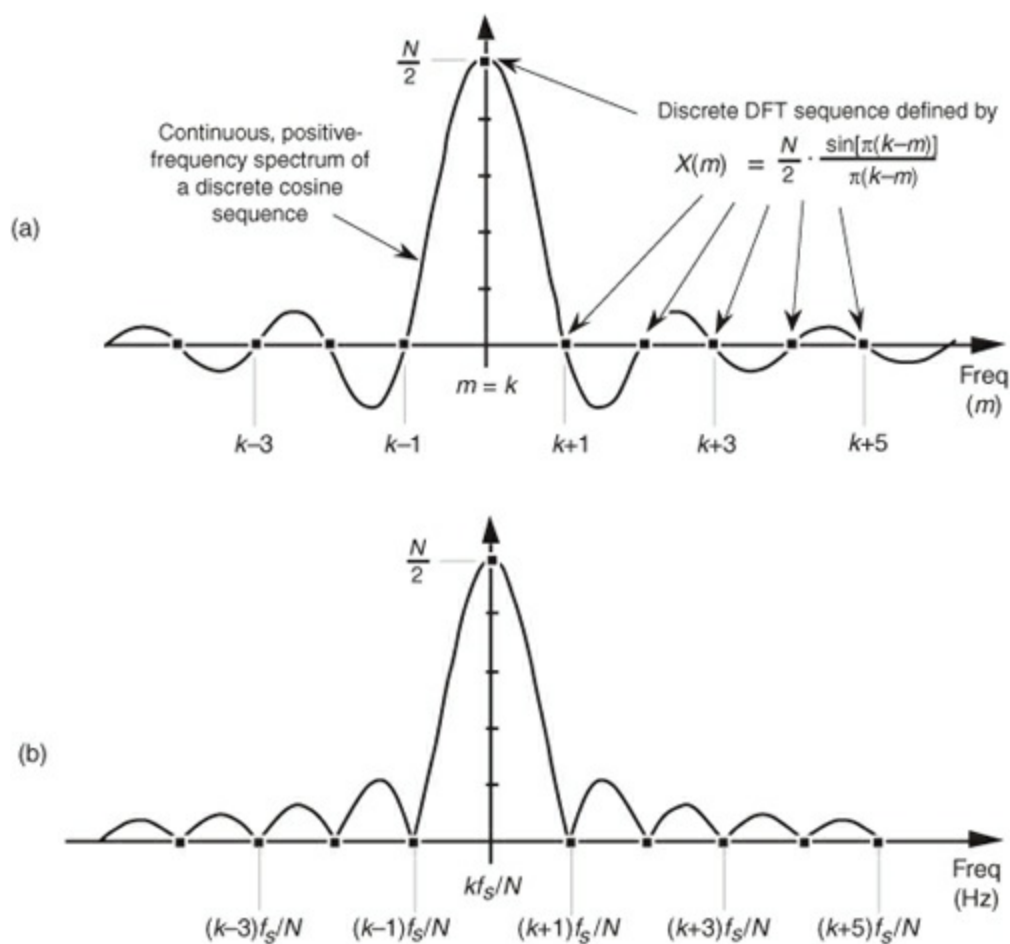 N/2
Continuous, positive-
frequency spectrum of
a discrete cosine
sequence
Discrete DFT sequence defined by
X(m) = N/2 · sin[π(k–m)]/π(k–m)
(a)
m = k
Freq
(m)
k–3
k–1
k+1
k+3
k+5
N/2
(b)
kfs/N
Freq
(Hz)
(k–3)fs/N
(k–1)fs/N
(k+1)fs/N
(k+3)fs/N
(k+5)fs/N